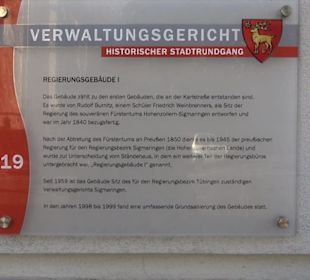 VERWALTUNGSGERICHT
HISTORISCHER STADTRUNDGANG
REGIERUNGSGEBÄUDE I
Das Gebäude zählt zu den ersten Gebäuden, die an der Karlstraße entstanden sind.
Es wurde von Rudolf Burnitz, einem Schüler Friedrich Weinbrenners, als Sitz der
Regierung des souveränen Fürstentums Hohenzollern-Sigmaringen entworfen und
war im Jahr 1840 bezugsfertig.
Nach der Abtretung des Fürstentums an Preußen 1850 diente es bis 1945 der preußischen
Regierung für den Regierungsbezirk Sigmaringen (die Hohenzollerischen Lande) und
wurde zur Unterscheidung vom Ständehaus, in dem ein weiterer Teil der Regierungsbüros
untergebracht war, „Regierungsgebäude I" genannt.
19
Seit 1959 ist das Gebäude Sitz des für den Regierungsbezirk Tübingen zuständigen
Verwaltungsgerichts Sigmaringen.
In den Jahren 1998 bis 1999 fand eine umfassende Grundsanierung des Gebäudes statt.